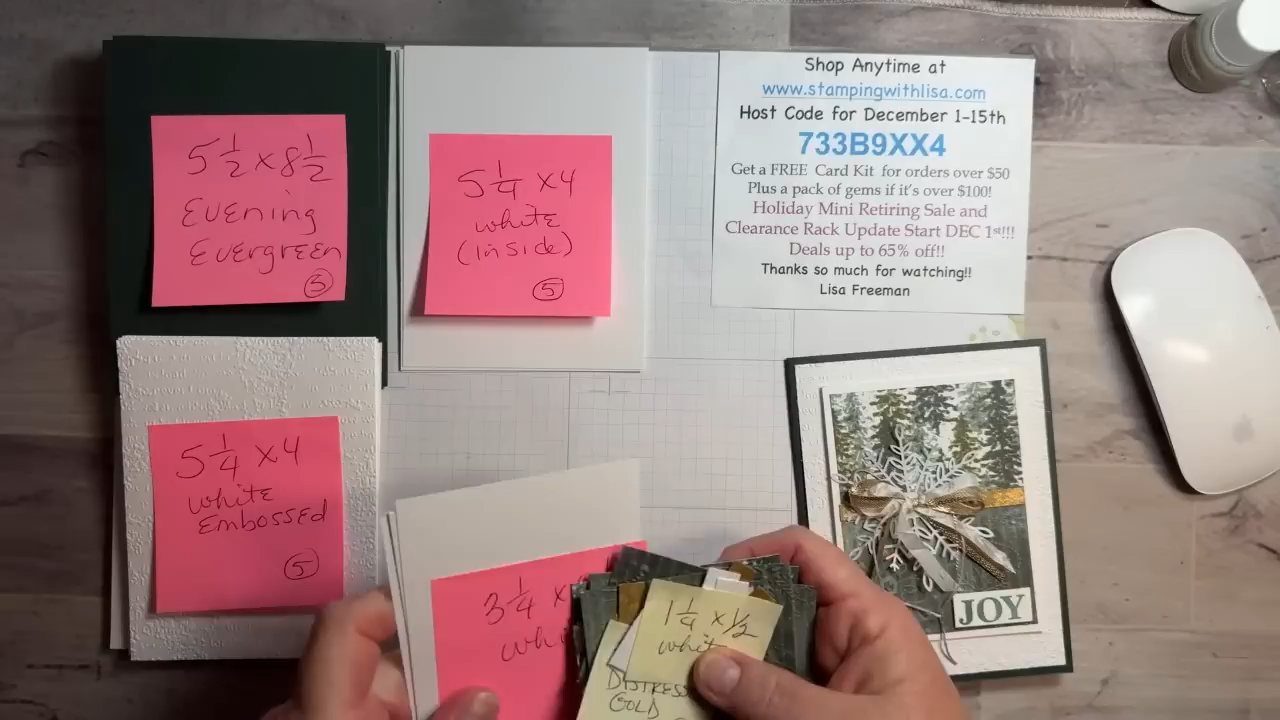 5 1/2 x 8 1/2
Evening
Evergreen
5
5 1/4 x 4
white
(inside)
5
Shop Anytime at
www.stampingwithlisa.com
Host Code for December 1-15th
733B9XX4
Get a FREE Card Kit for orders over $50
Plus a pack of gems if it's over $100!
Holiday Mini Retiring Sale and
Clearance Rack Update Start DEC 1st!!!
Deals up to 65% off!!
Thanks so much for watching!!
Lisa Freeman
5 1/4 x 4
white
Embossed
5
3 1/4 x
1 1/4 x 1/2
DISTRESS
GOLD
JOY